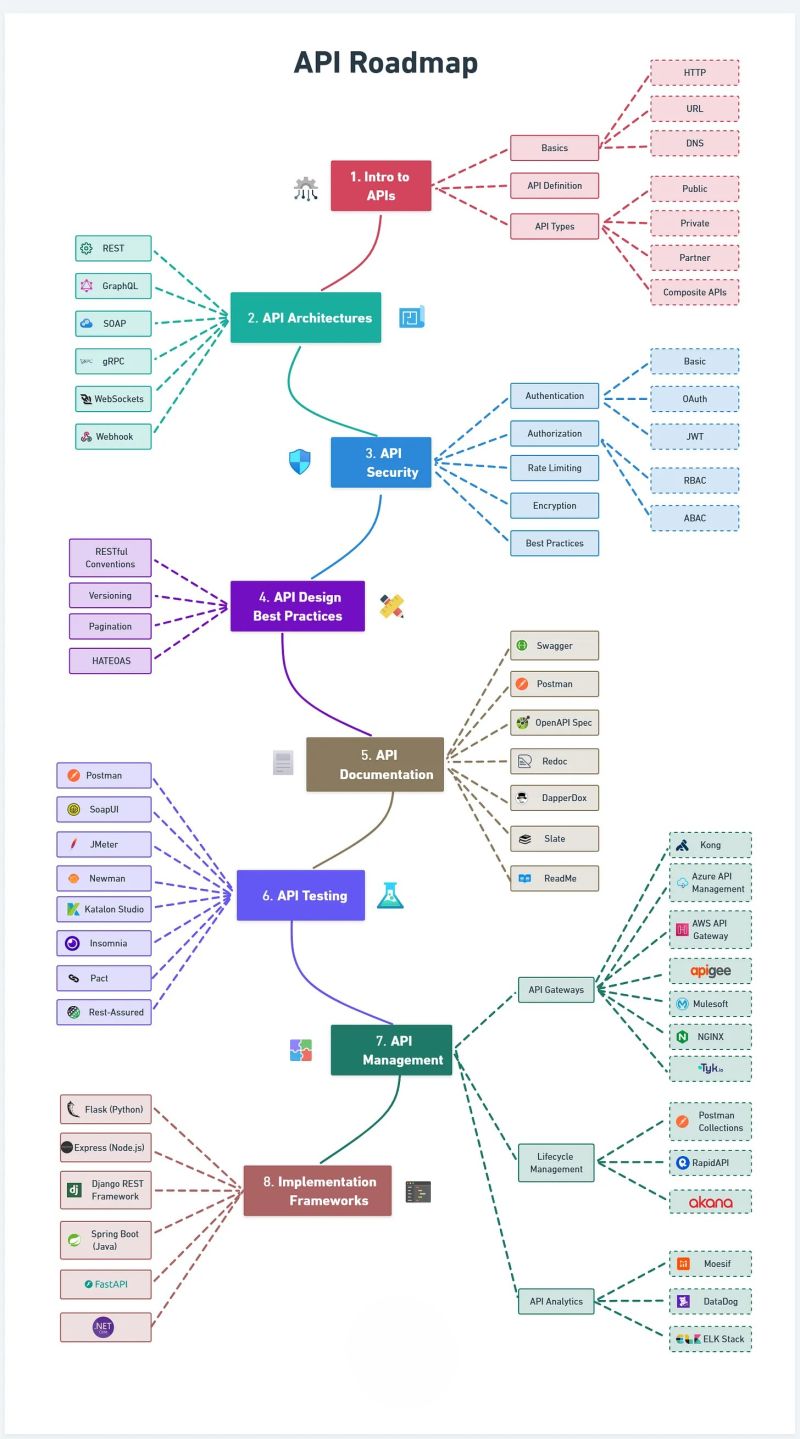 API Roadmap
1. Intro to
APIs
Basics
HTTP
URL
DNS
API Definition
API Types
Public
Private
Partner
Composite APIs
2. API Architectures
REST
GraphQL
SOAP
gRPC
gRPC
WebSockets
Webhook
3. API
Security
Authentication
Basic
OAuth
JWT
Authorization
RBAC
ABAC
Rate Limiting
Encryption
Best Practices
4. API Design
Best Practices
RESTful
Conventions
Versioning
Pagination
HATEOAS
5. API
Documentation
Swagger
Postman
OpenAPI Spec
Redoc
DapperDox
Slate
ReadMe
6. API Testing
Postman
SoapUI
JMeter
Newman
Katalon Studio
Insomnia
Pact
Rest-Assured
7. API
Management
API Gateways
Kong
Azure API
Management
AWS API
Gateway
apigee
Mulesoft
NGINX
Tyk.io
Lifecycle
Management
Postman
Collections
RapidAPI
akana
API Analytics
Moesif
DataDog
ELK Stack
8. Implementation
Frameworks
Flask (Python)
Express (Node.js)
dj
Django REST
Framework
Spring Boot
(Java)
FastAPI
.NET
Core